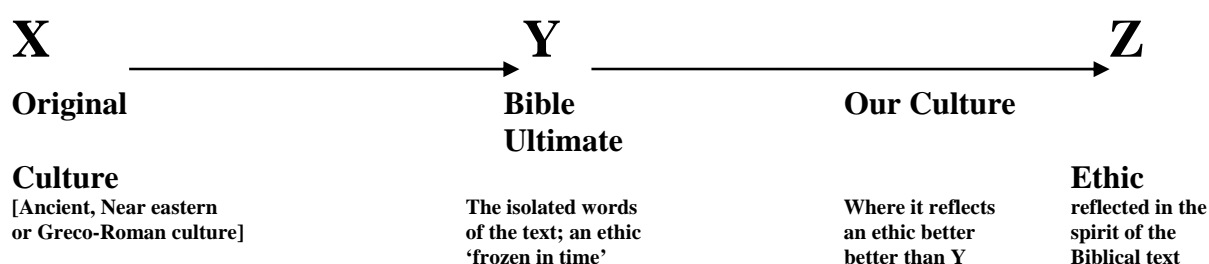 X Y Z
Original Bible Our Culture
Ultimate
Culture Ethic
[Ancient, Near eastern The isolated words Where it reflects reflected in the
or Greco-Roman culture] of the text; an ethic an ethic better spirit of the
‘frozen in time’ better than Y Biblical text